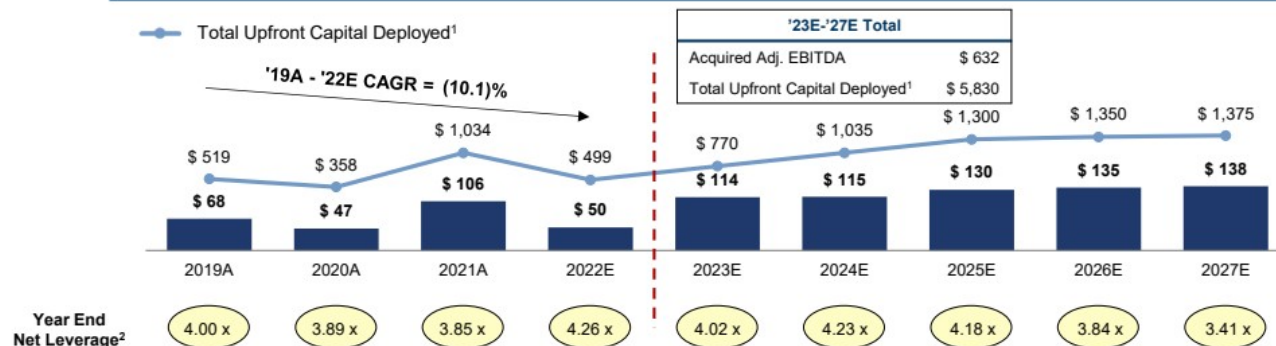 Total Upfront Capital Deployed¹
'23E-'27E Total
Acquired Adj. EBITDA $ 632
Total Upfront Capital Deployed¹ $ 5,830
'19A - '22E CAGR = (10.1)%
$ 519 $ 358 $ 1,034 $ 499 $ 770 $ 1,035 $ 1,300 $ 1,350 $ 1,375
$ 68 $ 47 $ 106 $ 50 $ 114 $ 115 $ 130 $ 135 $ 138
2019A 2020A 2021A 2022E 2023E 2024E 2025E 2026E 2027E
Year End
Net Leverage²
4.00 x 3.89 x 3.85 x 4.26 x 4.02 x 4.23 x 4.18 x 3.84 x 3.41 x